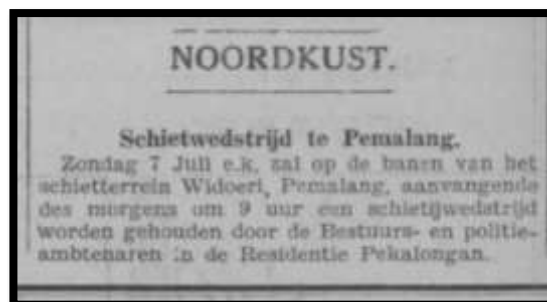 NOORDKUST.
Schietwedstrijd te Pemalang.
Zondag 7 Juli e.k. zal op de banen van het
schietterrein Widoeri, Pemalang, aanvangende
des morgens om 9 uur een schietijwedstrijd
worden gehouden door de Bestuurs- en politie-
ambtenaren in de Residentie Pekalongan.